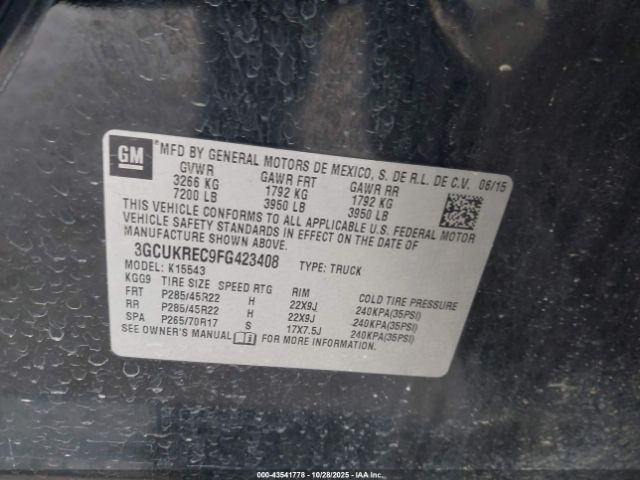 GM
®MFD BY GENERAL MOTORS DE MEXICO, S. DE R.L. DE C.V. 06/15
GVWR GAWR FRT GAWR RR
3266 KG 1792 KG 1792 KG
7200 LB 3950 LB 3950 LB
THIS VEHICLE CONFORMS TO ALL APPLICABLE U.S. FEDERAL MOTOR
VEHICLE SAFETY STANDARDS IN EFFECT ON THE DATE OF
MANUFACTURE SHOWN ABOVE.
3GCUKREC9FG423408 TYPE: TRUCK
MODEL: K15543
KGG9 TIRE SIZE SPEED RTG RIM COLD TIRE PRESSURE
FRT P285/45R22 H 22X9J 240KPA(35PSI)
RR P285/45R22 H 22X9J 240KPA(35PSI)
SPA P265/70R17 S 17X7.5J 240KPA(35PSI)
SEE OWNER'S MANUAL FOR MORE INFORMATION.
000-43541778 - 10/28/2025 - IAA Inc.